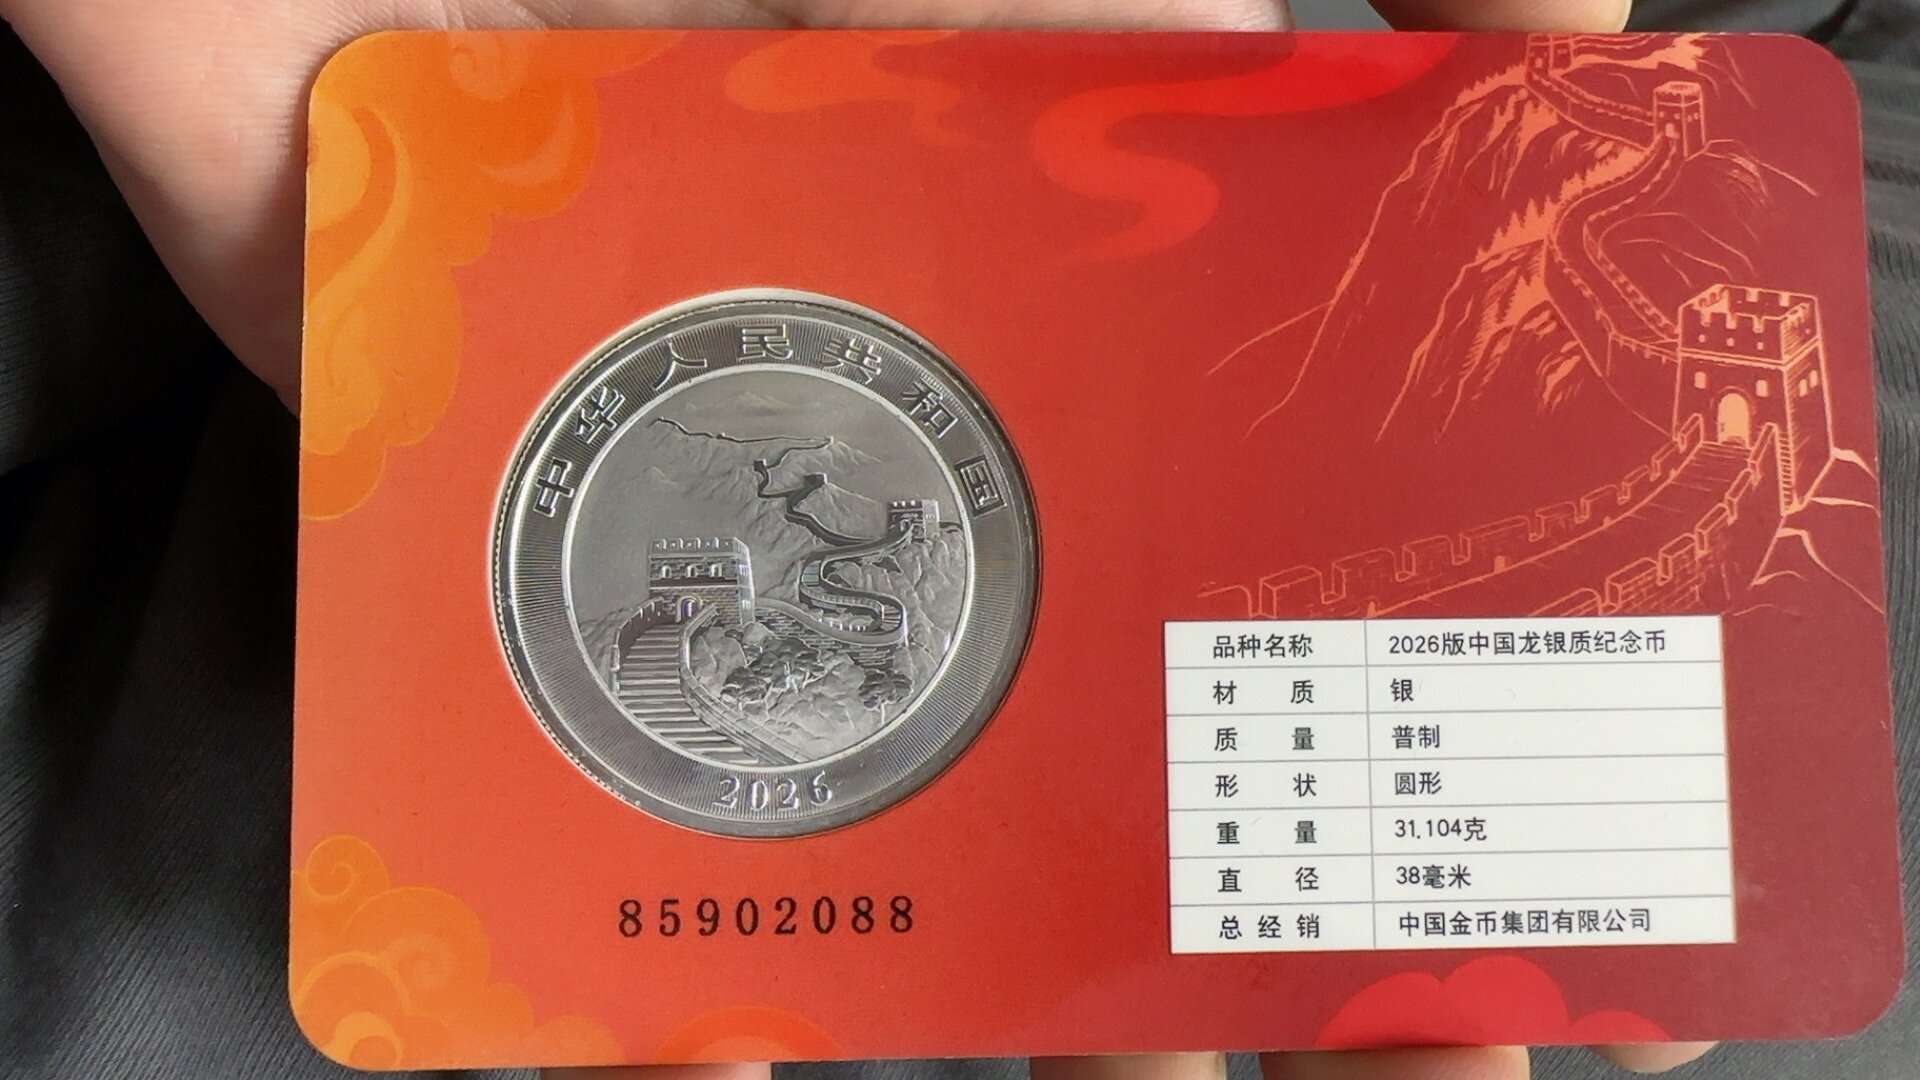 中华人民共和国
2026
85902088
品种名称 2026版中国龙银质纪念币
材质 银
质量 普制
形状 圆形
重量 31.104克
直径 38毫米
总经销 中国金币集团有限公司